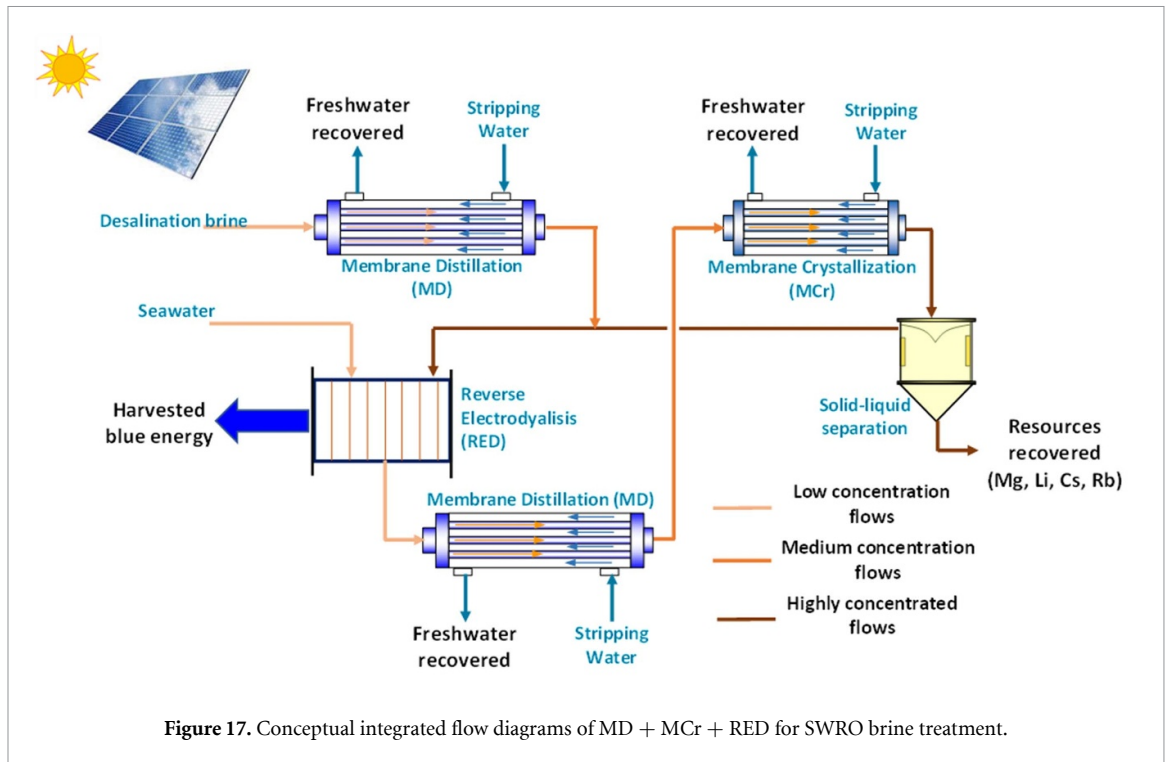 Freshwater
recovered
Stripping
Water
Freshwater
recovered
Stripping
Water
Desalination brine
Membrane Distillation
(MD)
Membrane Crystallization
(MCr)
Seawater
Harvested
blue energy
Reverse
Electrodyalisis
(RED)
Solid-liquid
separation
Resources
recovered
(Mg, Li, Cs, Rb)
Membrane Distillation (MD)
Freshwater
recovered
Stripping
Water
Low concentration
flows
Medium concentration
flows
Highly concentrated
flows
Figure 17. Conceptual integrated flow diagrams of MD + MCr + RED for SWRO brine treatment.